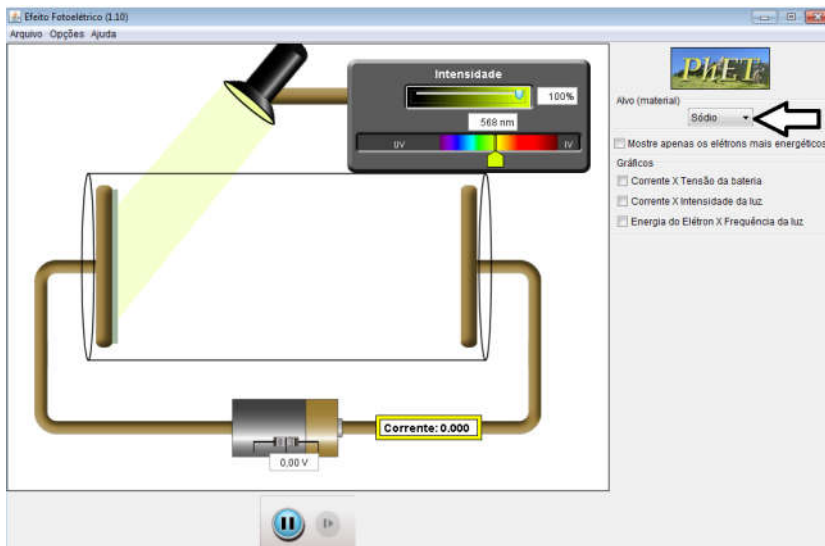 Efeito Fotoelétrico (1.10)
Arquivo Opções Ajuda
Intensidade
100%
568 nm
UV
IV
Corrente: 0.000
0,00 V
PhET
Alvo (material)
Sódio
Mostre apenas os elétrons mais energéticos
Gráficos
Corrente X Tensão da bateria
Corrente X Intensidade da luz
Energia do Elétron X Frequência da luz